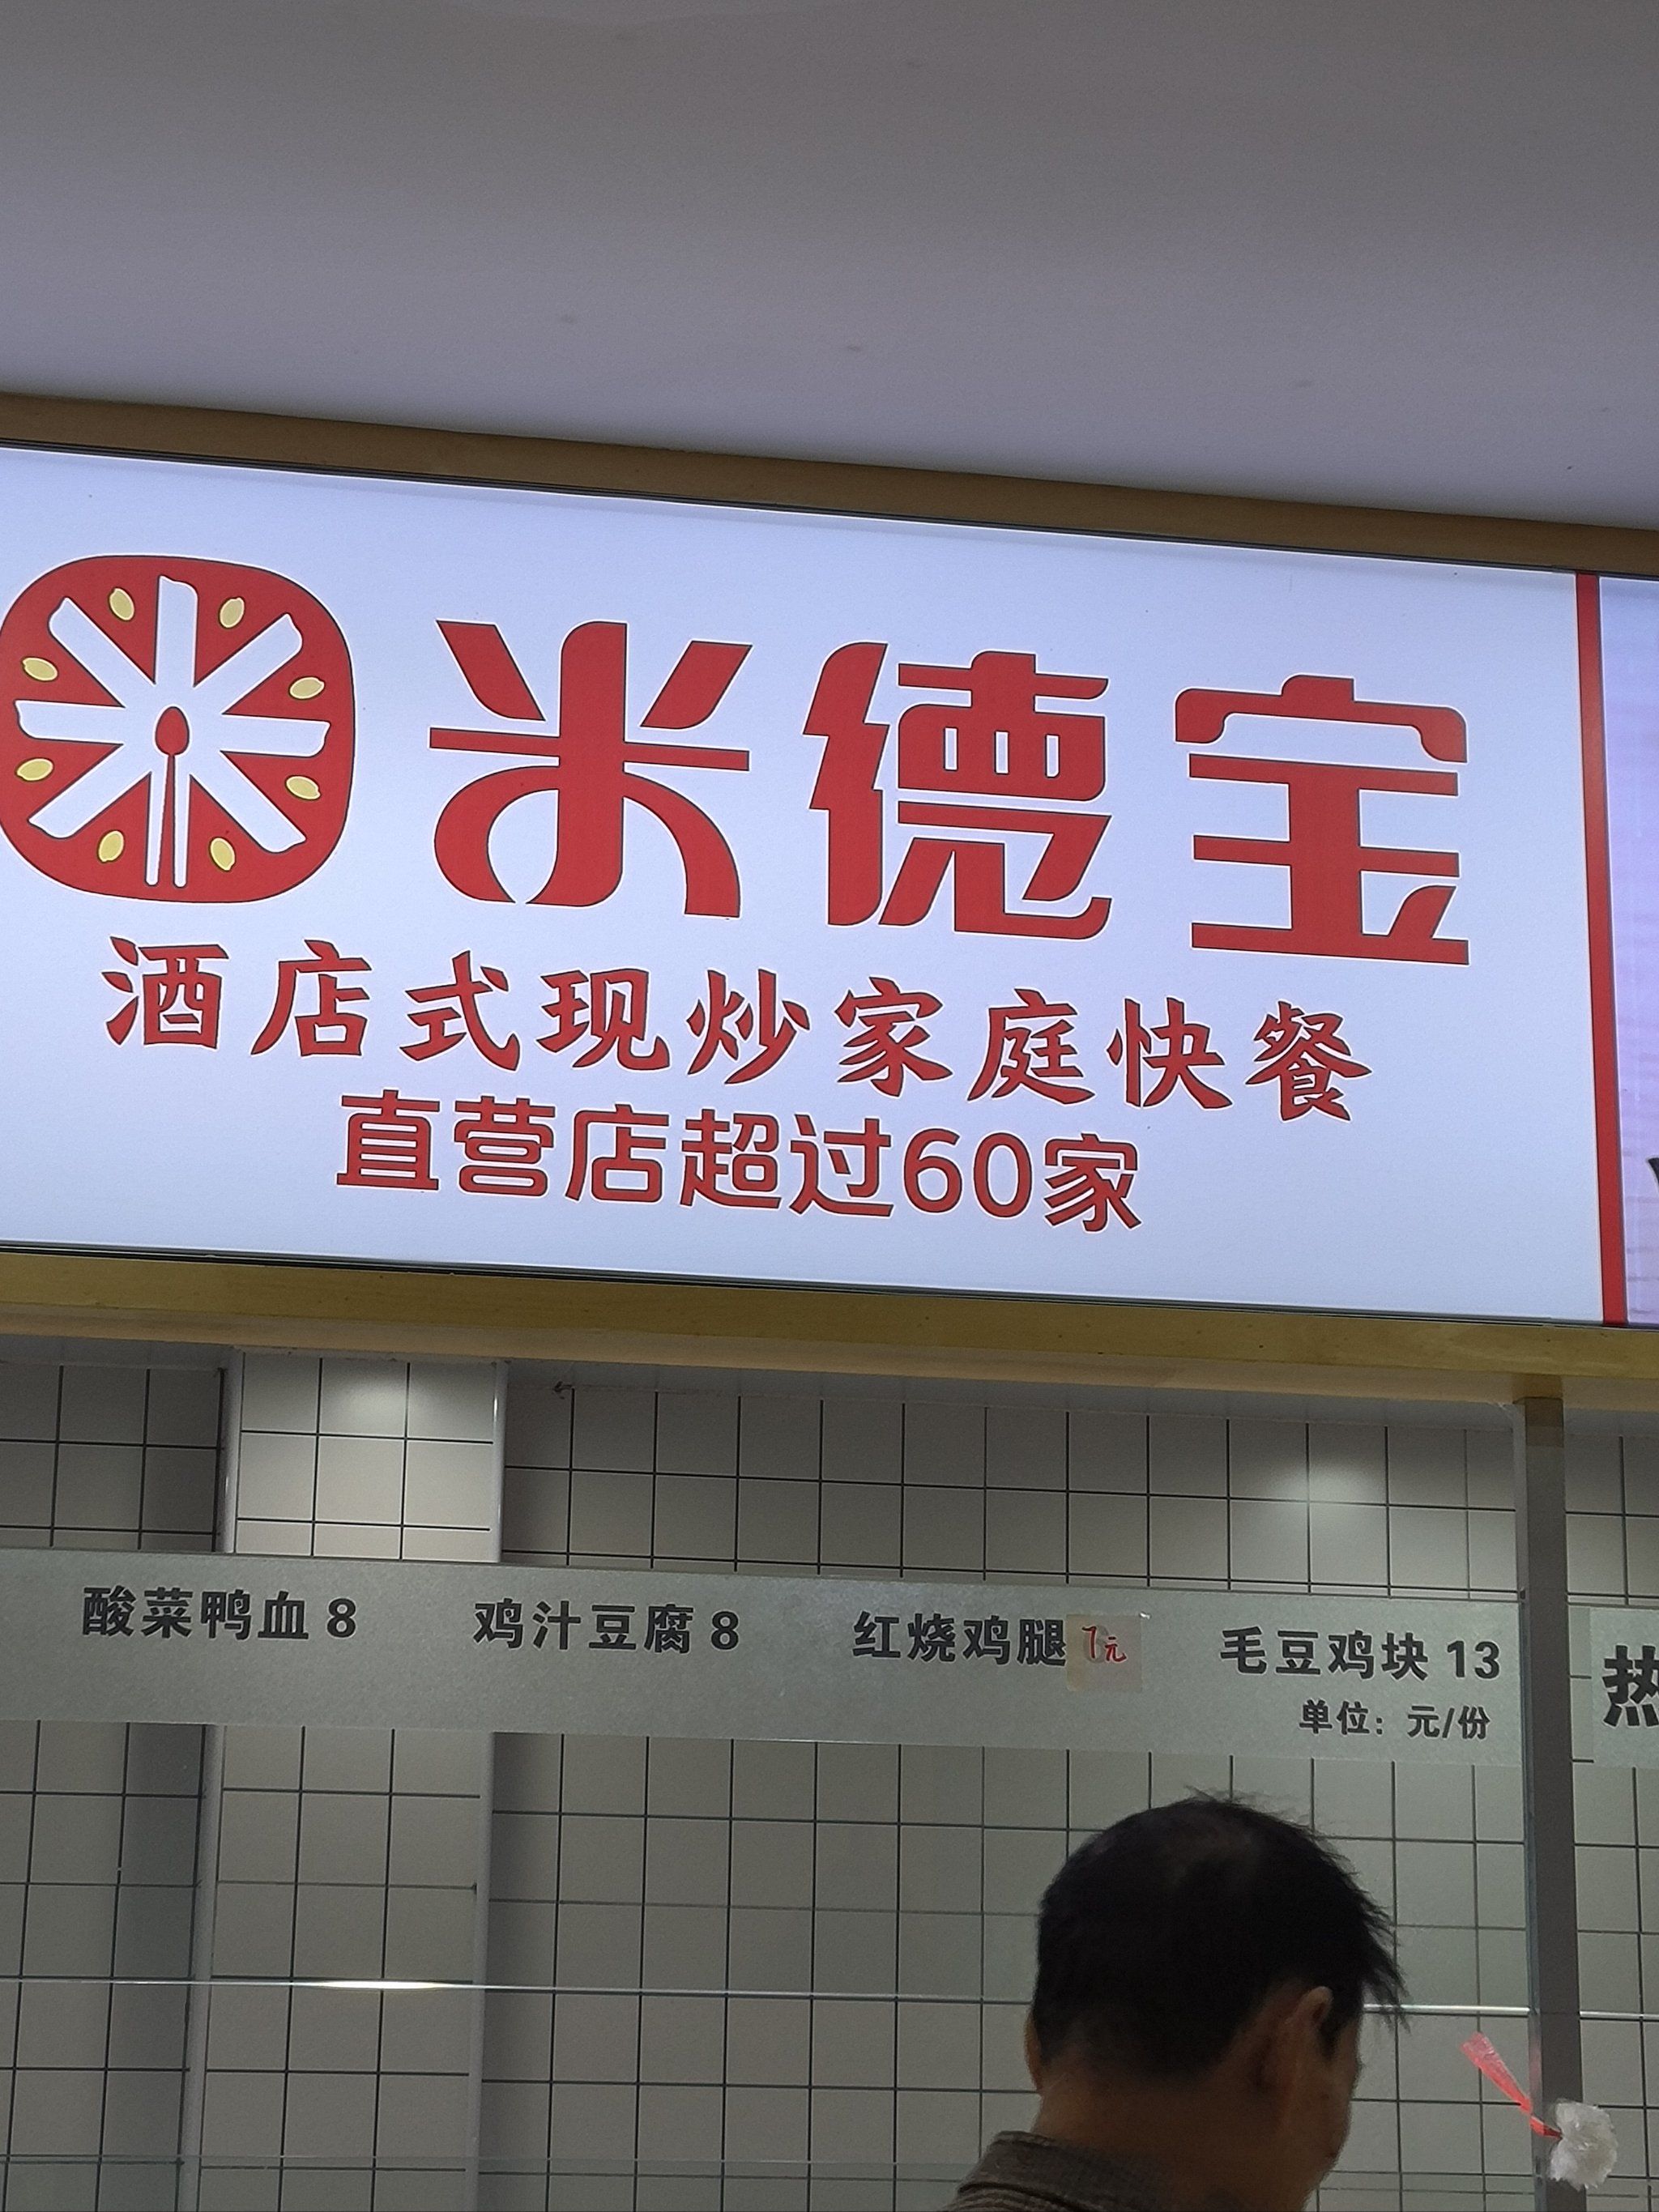 米德宝
酒店式现炒家庭快餐
直营店超过60家
酸菜鸭血 8 鸡汁豆腐 8 红烧鸡腿 7元 毛豆鸡块 13
单位：元/份
热